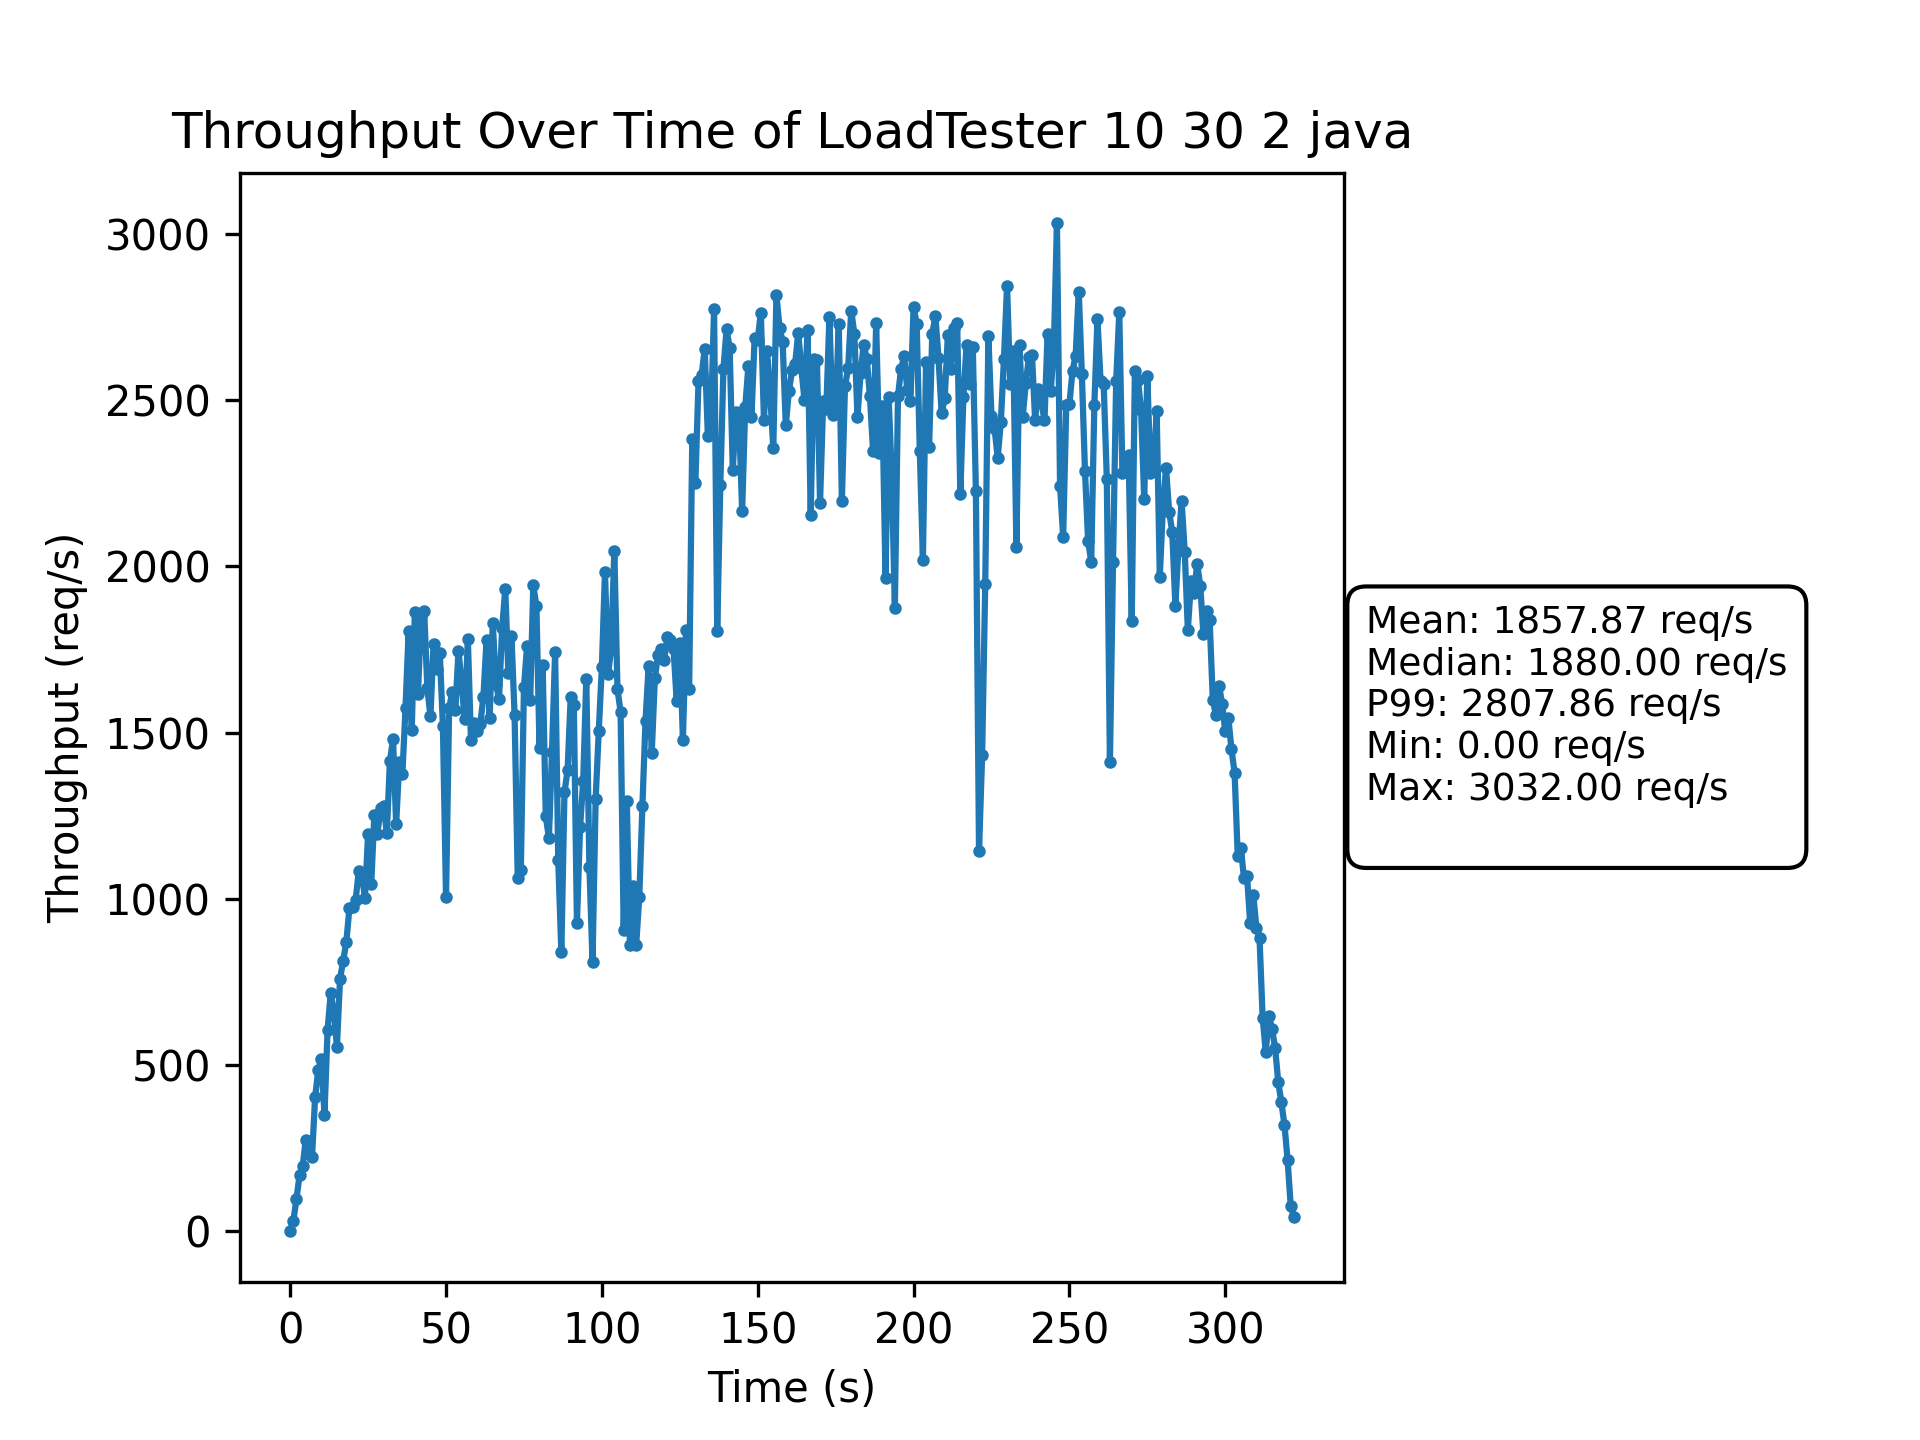 Throughput Over Time of LoadTester 10 30 2 java
Throughput (req/s)
3000
2500
2000
1500
1000
500
0
0 50 100 150 200 250 300
Time (s)
Mean: 1857.87 req/s
Median: 1880.00 req/s
P99: 2807.86 req/s
Min: 0.00 req/s
Max: 3032.00 req/s